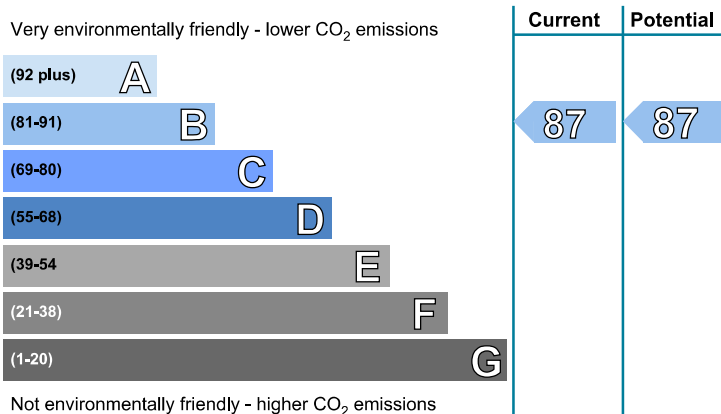 Very environmentally friendly - lower CO₂ emissions
Current
Potential
(92 plus) A
(81-91) B
87
87
(69-80) C
(55-68) D
(39-54 E
(21-38) F
(1-20) G
Not environmentally friendly - higher CO₂ emissions